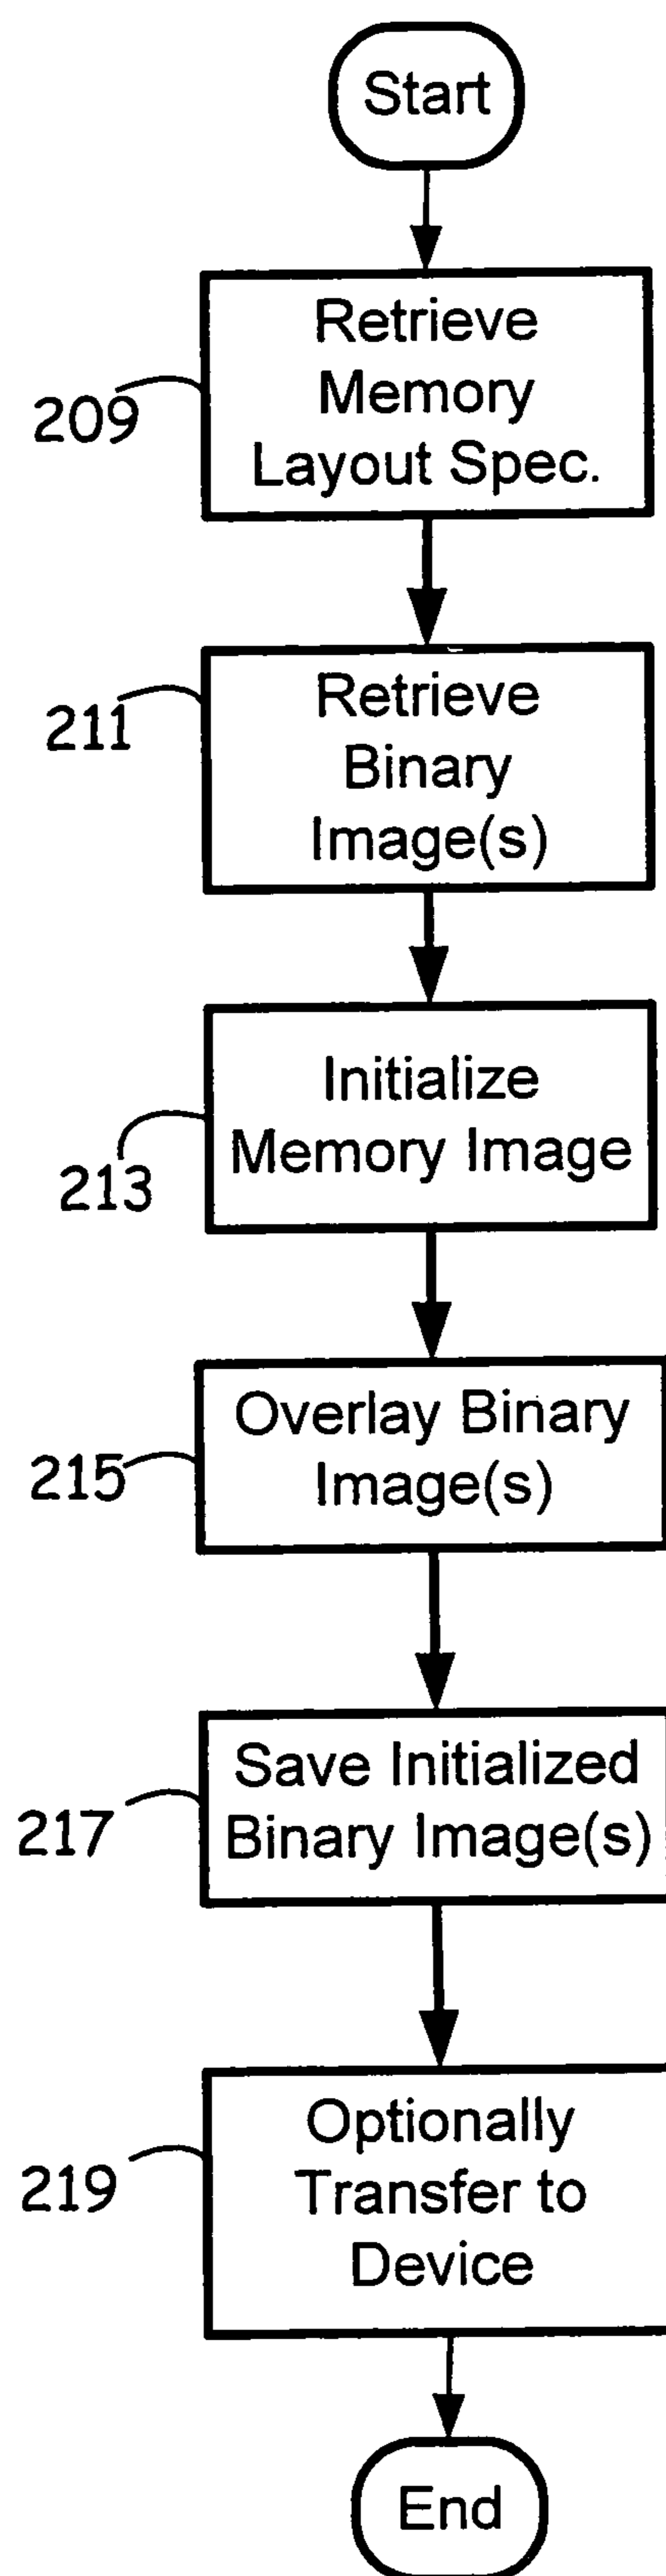 Start
Retrieve
Memory
Layout Spec.
209
Retrieve
Binary
Image(s)
211
Initialize
Memory Image
213
Overlay Binary
Image(s)
215
Save Initialized
Binary Image(s)
217
Optionally
Transfer to
Device
219
End